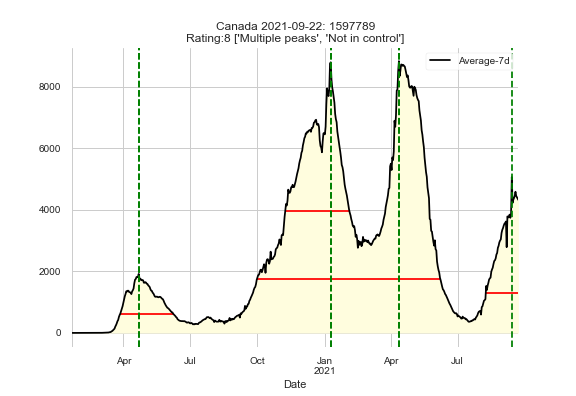 Canada 2021-09-22: 1597789
Rating:8 ['Multiple peaks', 'Not in control']
Average-7d
8000
6000
4000
2000
0
Apr
Jul
Oct
Jan
2021
Apr
Jul
Date